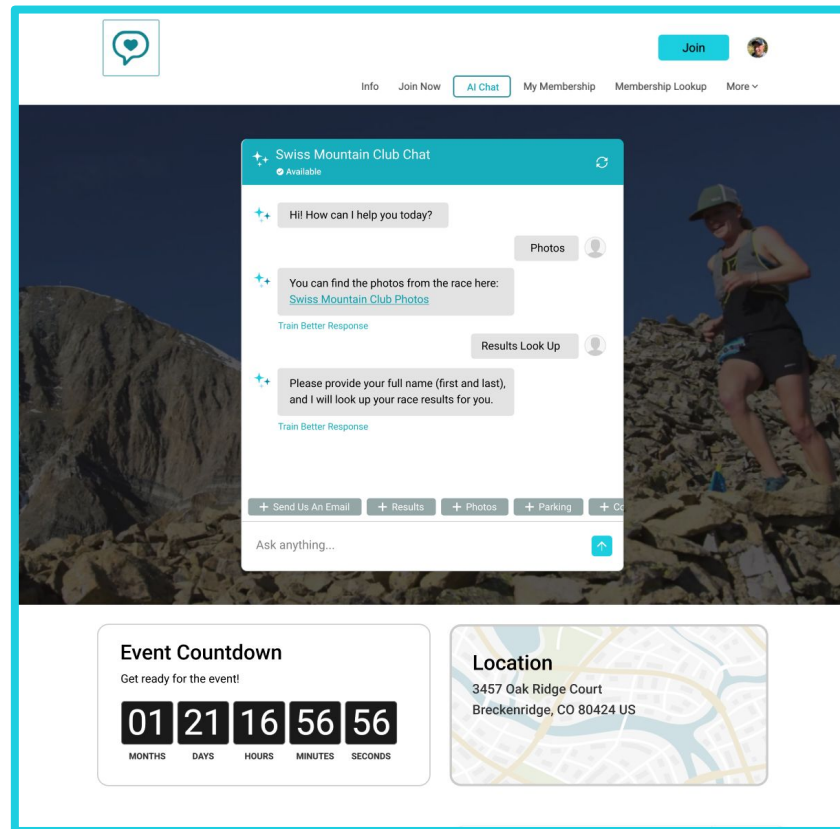 Join
Info Join Now AI Chat My Membership Membership Lookup More
Swiss Mountain Club Chat
Available
Hi! How can I help you today?
Photos
You can find the photos from the race here:
Swiss Mountain Club Photos
Train Better Response
Results Look Up
Please provide your full name (first and last),
and I will look up your race results for you.
Train Better Response
+ Send Us An Email + Results + Photos + Parking + Co
Ask anything...
Event Countdown
Get ready for the event!
01 21 16 56 56
MONTHS DAYS HOURS MINUTES SECONDS
Location
3457 Oak Ridge Court
Breckenridge, CO 80424 US